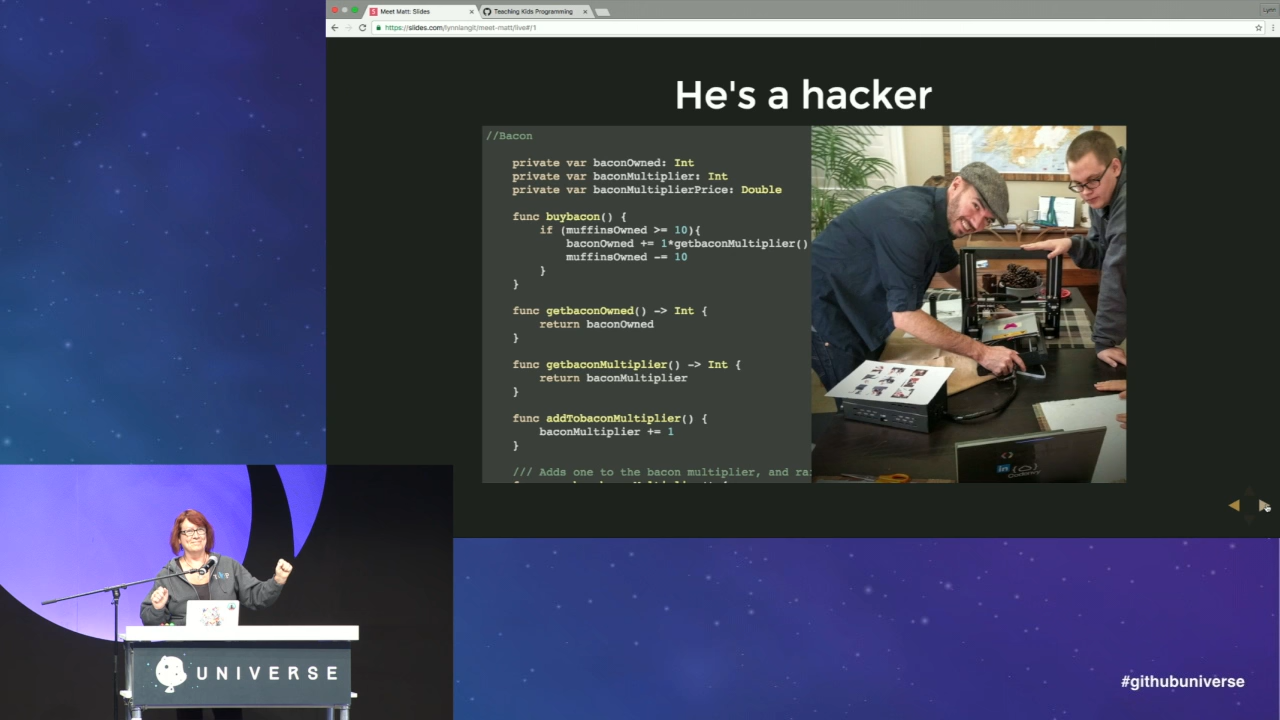 Meet Matt: Slides
Teaching Kids Programming
Lynn
https://slides.com/lynnlangit/meet-matt/live#/1
He's a hacker
//Bacon
private var baconOwned: Int
private var baconMultiplier: Int
private var baconMultiplierPrice: Double
func buybacon() {
if (muffinsOwned >= 10){
baconOwned += 1*getbaconMultiplier()
muffinsOwned -= 10
}
}
func getbaconOwned() -> Int {
return baconOwned
}
func getbaconMultiplier() -> Int {
return baconMultiplier
}
func addTobaconMultiplier() {
baconMultiplier += 1
}
/// Adds one to the bacon multiplier, and rai
UNIVERSE
#githubuniverse